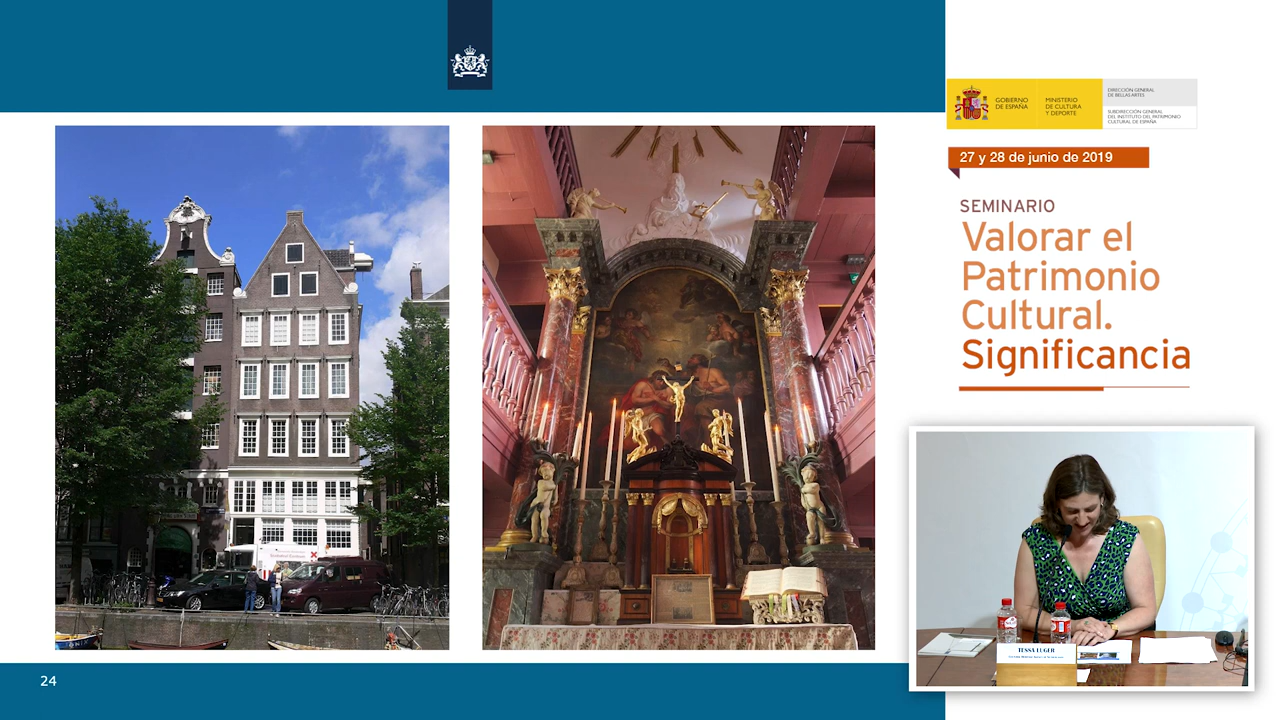 GOBIERNO
DE ESPAÑA
MINISTERIO
DE CULTURA
Y DEPORTE
DIRECCIÓN GENERAL
DE BELLAS ARTES
SUBDIRECCIÓN GENERAL
DEL INSTITUTO DEL PATRIMONIO
CULTURAL DE ESPAÑA
27 y 28 de junio de 2019
SEMINARIO
Valorar el
Patrimonio
Cultural.
Significancia
TESSA LUGER
24